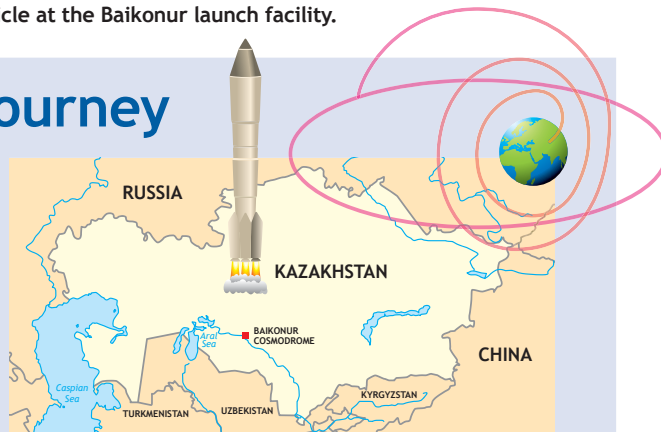 cle at the Baikonur launch facility.
ourney
RUSSIA
KAZAKHSTAN
Aral
Sea
BAIKONUR
COSMODROME
CHINA
Caspian
Sea
TURKMENISTAN
UZBEKISTAN
KYRGYZSTAN